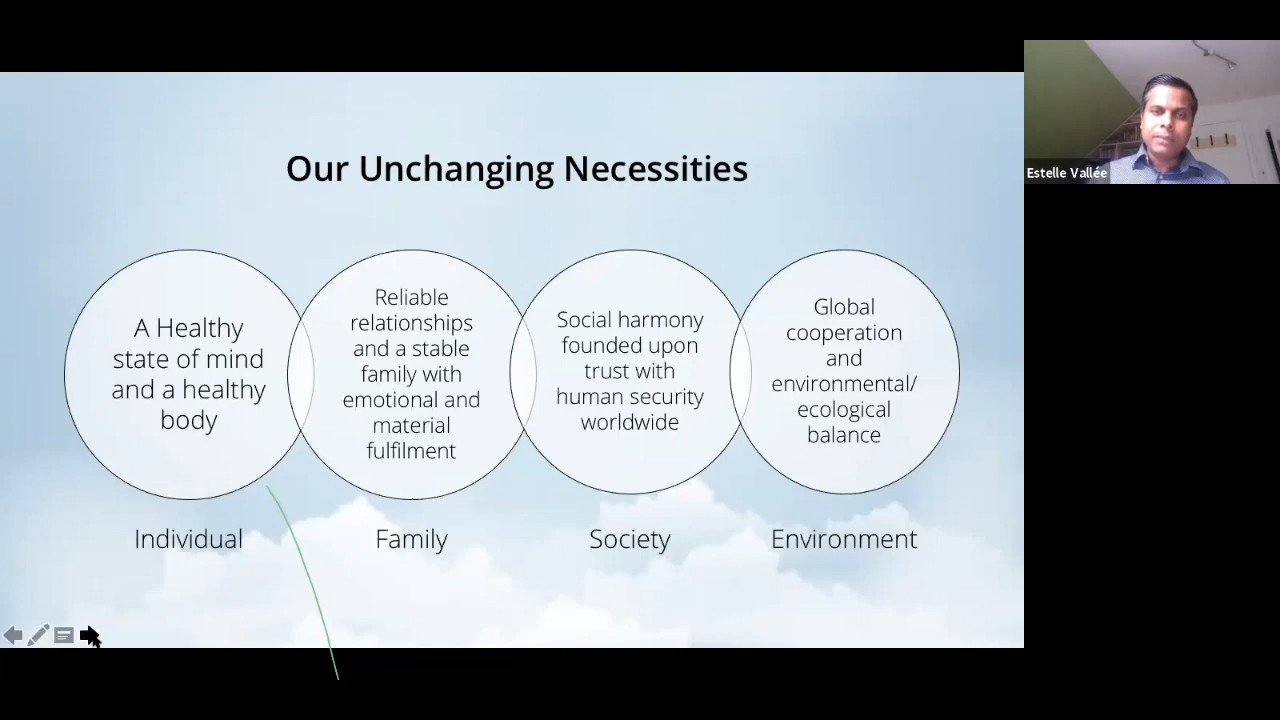 Our Unchanging Necessities
A Healthy
state of mind
and a healthy
body
Reliable
relationships
and a stable
family with
emotional and
material
fulfilment
Social harmony
founded upon
trust with
human security
worldwide
Global
cooperation
and
environmental/
ecological
balance
Individual
Family
Society
Environment
Estelle Vallée